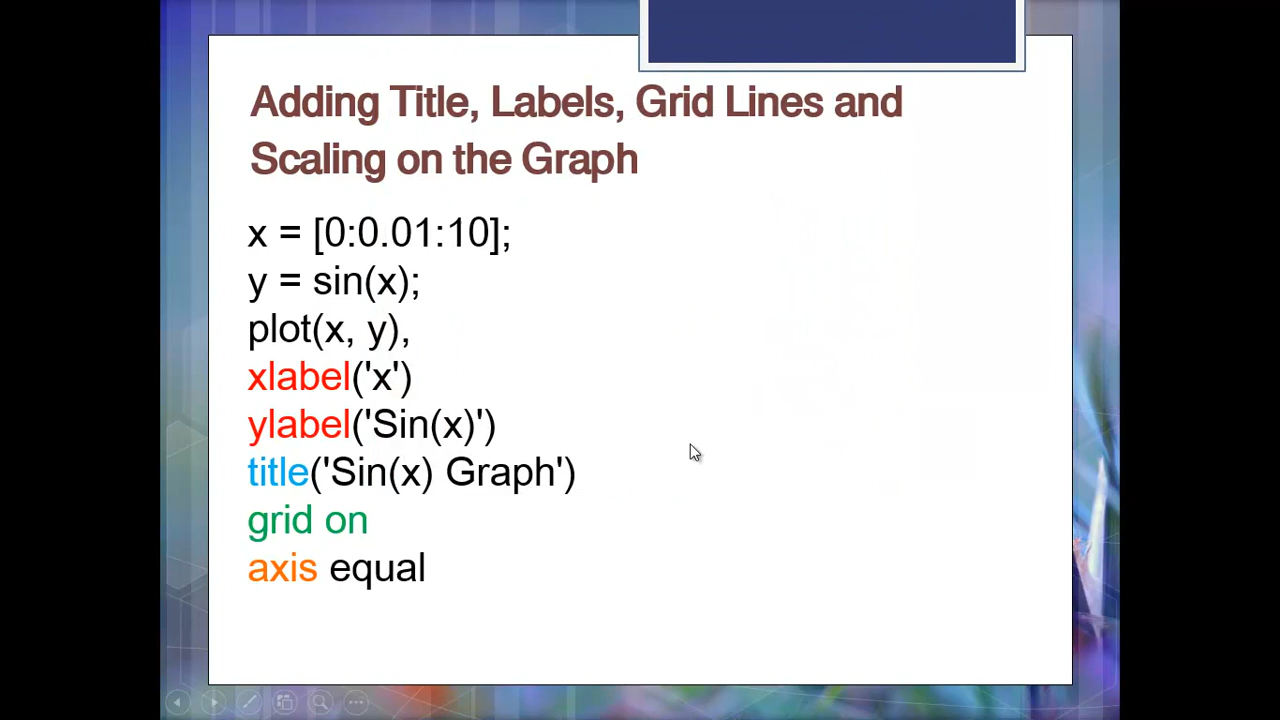 Adding Title, Labels, Grid Lines and
Scaling on the Graph
x = [0:0.01:10];
y = sin(x);
plot(x, y),
xlabel('x')
ylabel('Sin(x)')
title('Sin(x) Graph')
grid on
axis equal